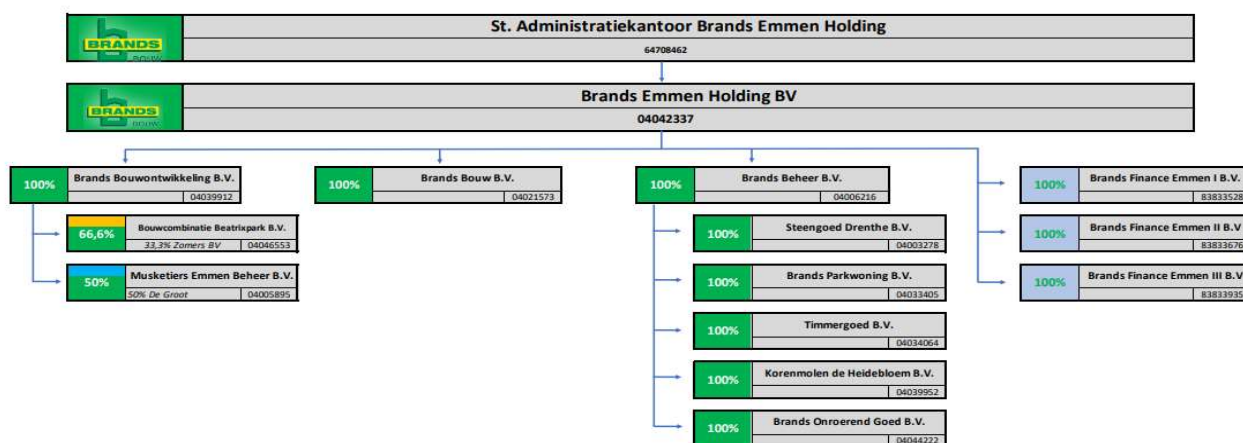 St. Administratiekantoor Brands Emmen Holding
BRANDS
BOUW
64708462
Brands Emmen Holding BV
BRANDS
BOUW
04042337
100%
Brands Bouwontwikkeling B.V.
04039912
66,6%
Bouwcombinatie Beatrixpark B.V.
33,3% Zomers BV
04046553
50%
Musketiers Emmen Beheer B.V.
50% De Groot
04005895
100%
Brands Bouw B.V.
04021573
100%
Brands Beheer B.V.
04006216
100%
Steengoed Drenthe B.V.
04003278
100%
Brands Parkwoning B.V.
04033405
100%
Timmergoed B.V.
04034064
100%
Korenmolen de Heidebloem B.V.
04039952
100%
Brands Onroerend Goed B.V.
04044222
100%
Brands Finance Emmen I B.V.
83833528
100%
Brands Finance Emmen II B.V
83833676
100%
Brands Finance Emmen III B.V
83833935